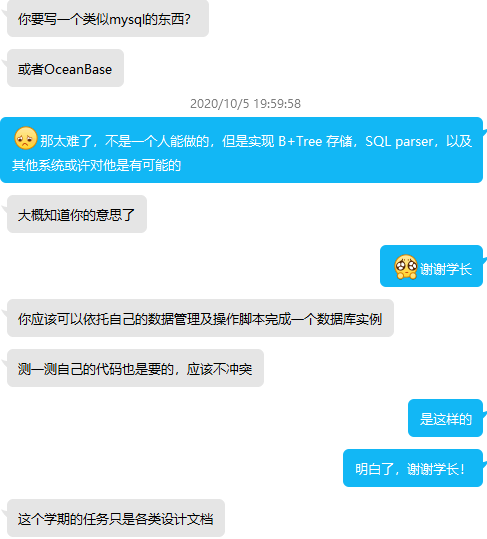 你要写一个类似mysql的东西?
或者OceanBase
2020/10/5 19:59:58
那太难了，不是一个人能做的，但是实现 B+Tree 存储，SQL parser，以及
其他系统或许对他是有可能的
大概知道你的意思了
谢谢学长
你应该可以依托自己的数据管理及操作脚本完成一个数据库实例
测一测自己的代码也是要的，应该不冲突
是这样的
明白了，谢谢学长！
这个学期的任务只是各类设计文档